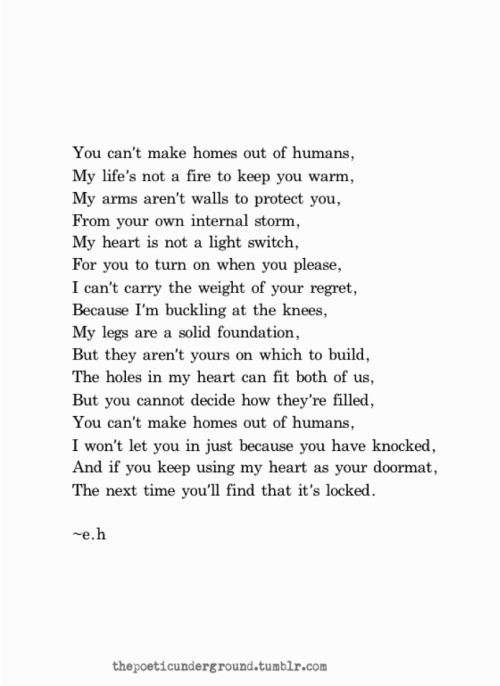 You can't make homes out of humans,
My life's not a fire to keep you warm,
My arms aren't walls to protect you,
From your own internal storm,
My heart is not a light switch,
For you to turn on when you please,
I can't carry the weight of your regret,
Because I'm buckling at the knees,
My legs are a solid foundation,
But they aren't yours on which to build,
The holes in my heart can fit both of us,
But you cannot decide how they're filled,
You can't make homes out of humans,
I won't let you in just because you have knocked,
And if you keep using my heart as your doormat,
The next time you'll find that it's locked.
~e.h
thepoeticunderground.tumblr.com